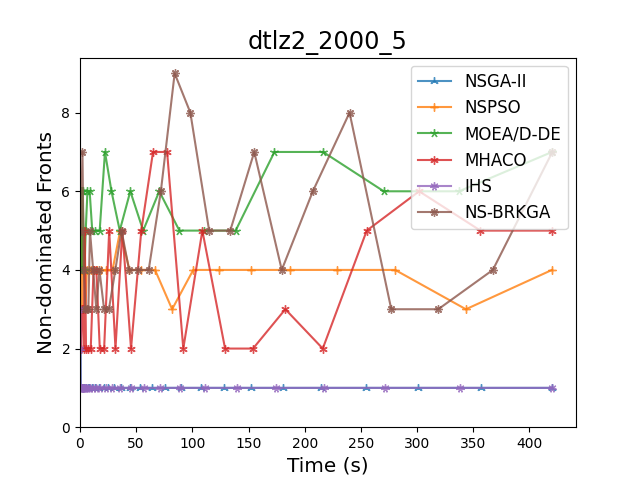 dtlz2_2000_5
Non-dominated Fronts
8
6
4
2
0
NSGA-II
NSPSO
MOEA/D-DE
MHACO
IHS
NS-BRKGA
0 50 100 150 200 250 300 350 400
Time (s)